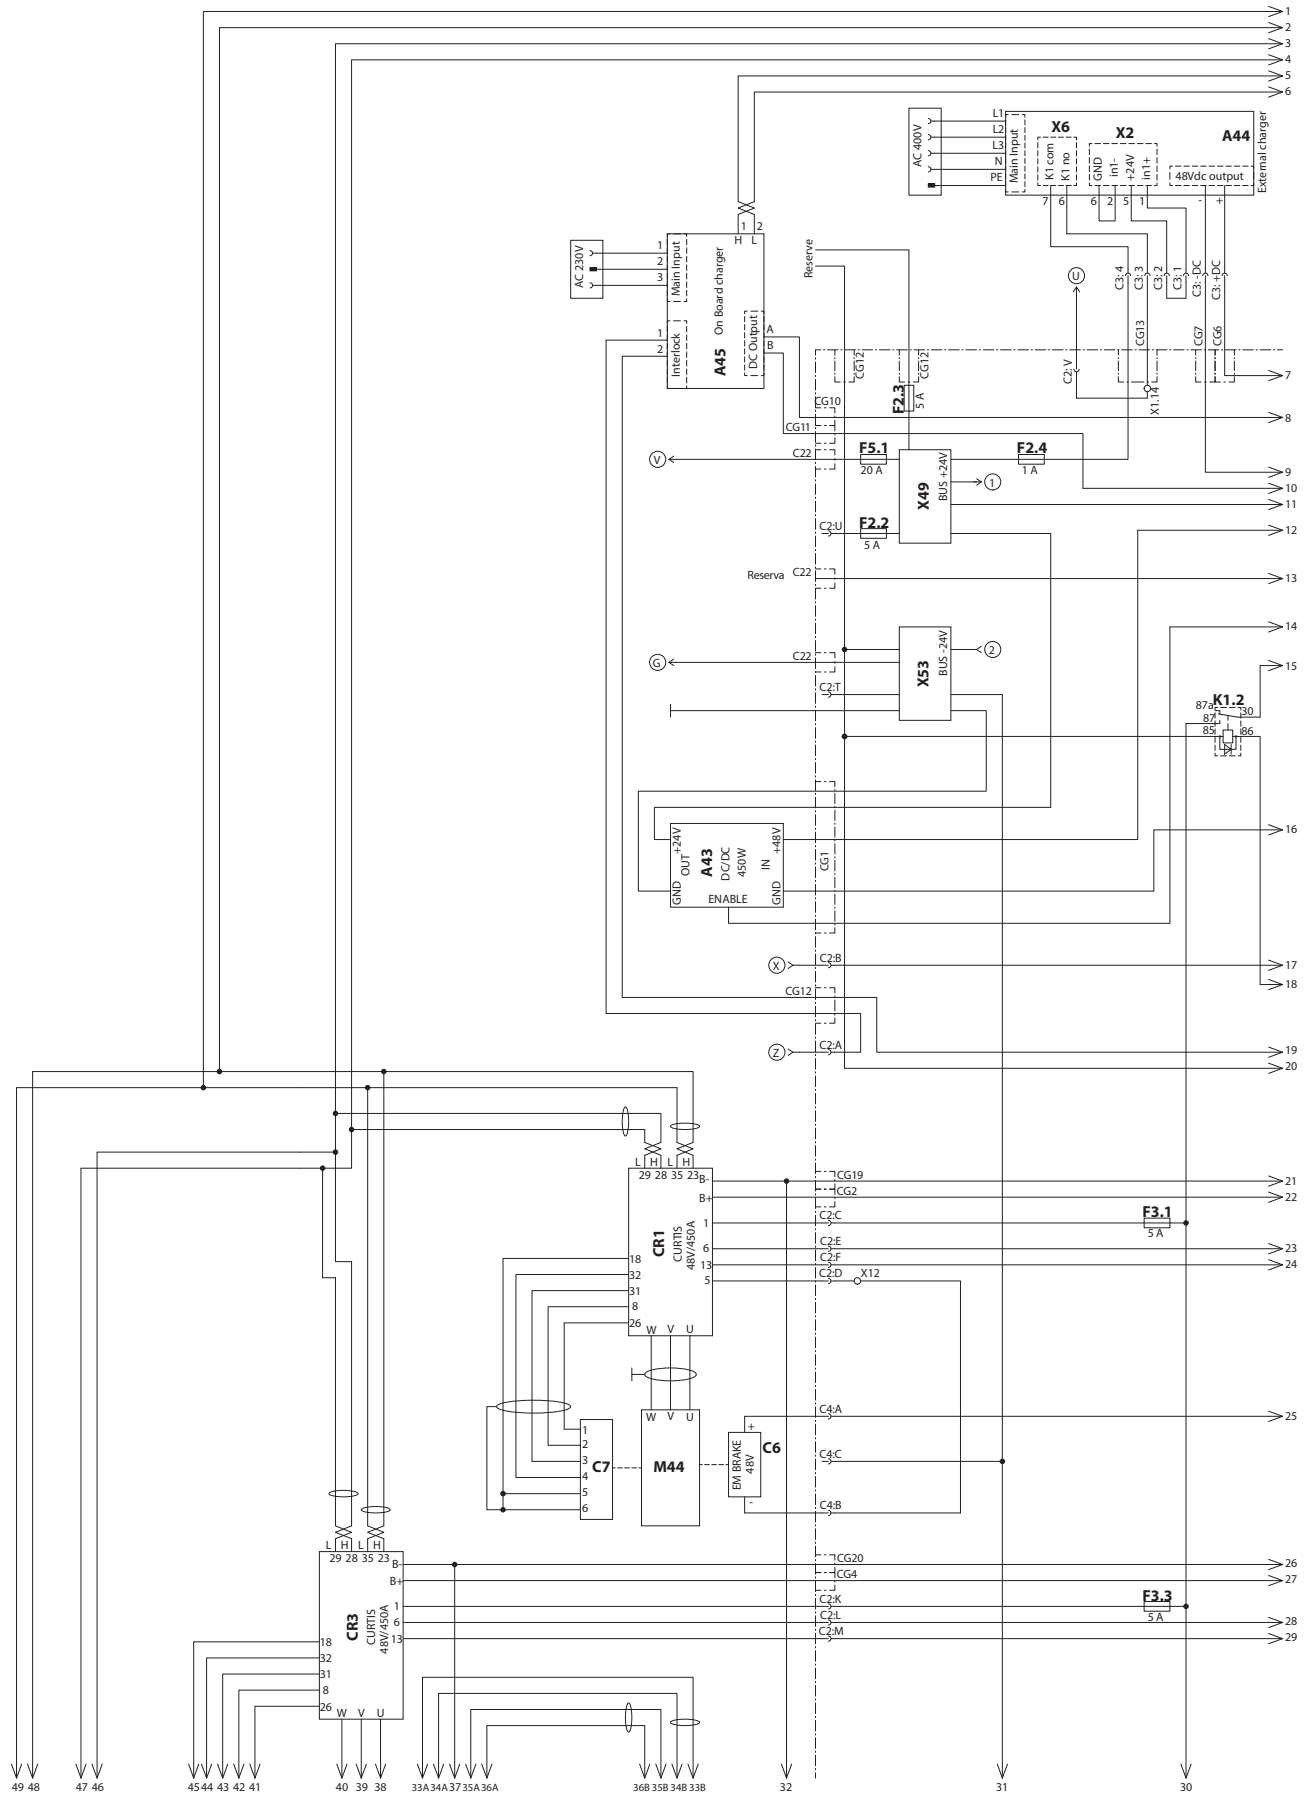 1
2
3
4
5
6
AC 400V
L1
L2
L3
N
PE
Main Input
X6
K1 com
K1 no
7 6
X2
GND
in1-
+24V
in1+
6 2 5 1
A44
48Vdc output
- +
External charger
1 2
H L
AC 230V
1
2
3
Main Input
On Board charger
Interlock
1
2
A45
DC Output
A
B
Reserve
U
C3: 4
C3: 3
C3: 2
C3: 1
C3: -DC
C3: +DC
CG13
CG7
CG6
CG12
CG12
C2: V
X1.14
7
F2.3
5 A
CG10
8
CG11
V
C22
F5.1
20 A
X49
BUS +24V
F2.4
1 A
1
9
10
11
C2:U
F2.2
5 A
12
Reserva C22
13
14
G
C22
X53
BUS -24V
2
15
C2:T
K1.2
87a
87
85
30
86
+24V
OUT
GND
A43
DC/DC
450W
IN
+48V
GND
ENABLE
CG1
16
X
C2:B
17
18
CG12
Z
C2:A
19
20
L H L H
29 28 35 23
B-
B+
1
6
13
5
CR1
CURTIS
48V/450A
18
32
31
8
26
W V U
CG19
21
CG2
22
C2:C
F3.1
5 A
C2:E
23
C2:F
24
C2:D
X12
W V U
1
2
3
4
5
6
C7
M44
EM BRAKE
48V
+
-
C6
C4:A
25
C4:C
C4:B
L H L H
29 28 35 23
B-
B+
1
6
13
CR3
CURTIS
48V/450A
18
32
31
8
26
W V U
CG20
26
CG4
27
C2:K
F3.3
5 A
C2:L
28
C2:M
29
49 48 47 46 45 44 43 42 41 40 39 38 33A 34A 37 35A 36A 36B 35B 34B 33B 32 31 30